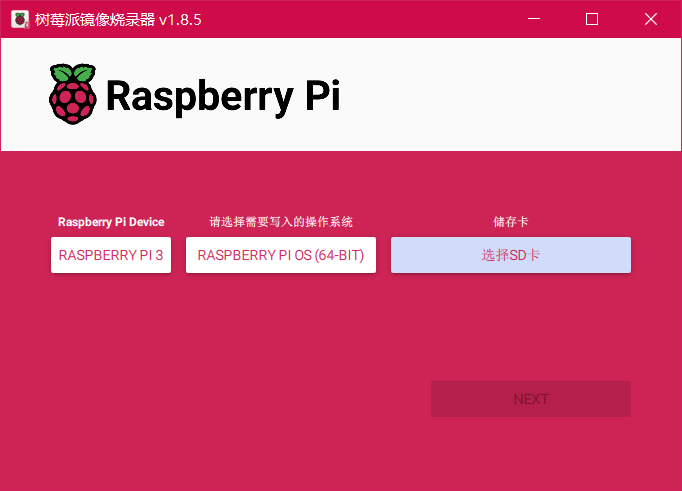 树莓派镜像烧录器 v1.8.5
Raspberry Pi
Raspberry Pi Device
请选择需要写入的操作系统
储存卡
RASPBERRY PI 3
RASPBERRY PI OS (64-BIT)
选择SD卡
NEXT